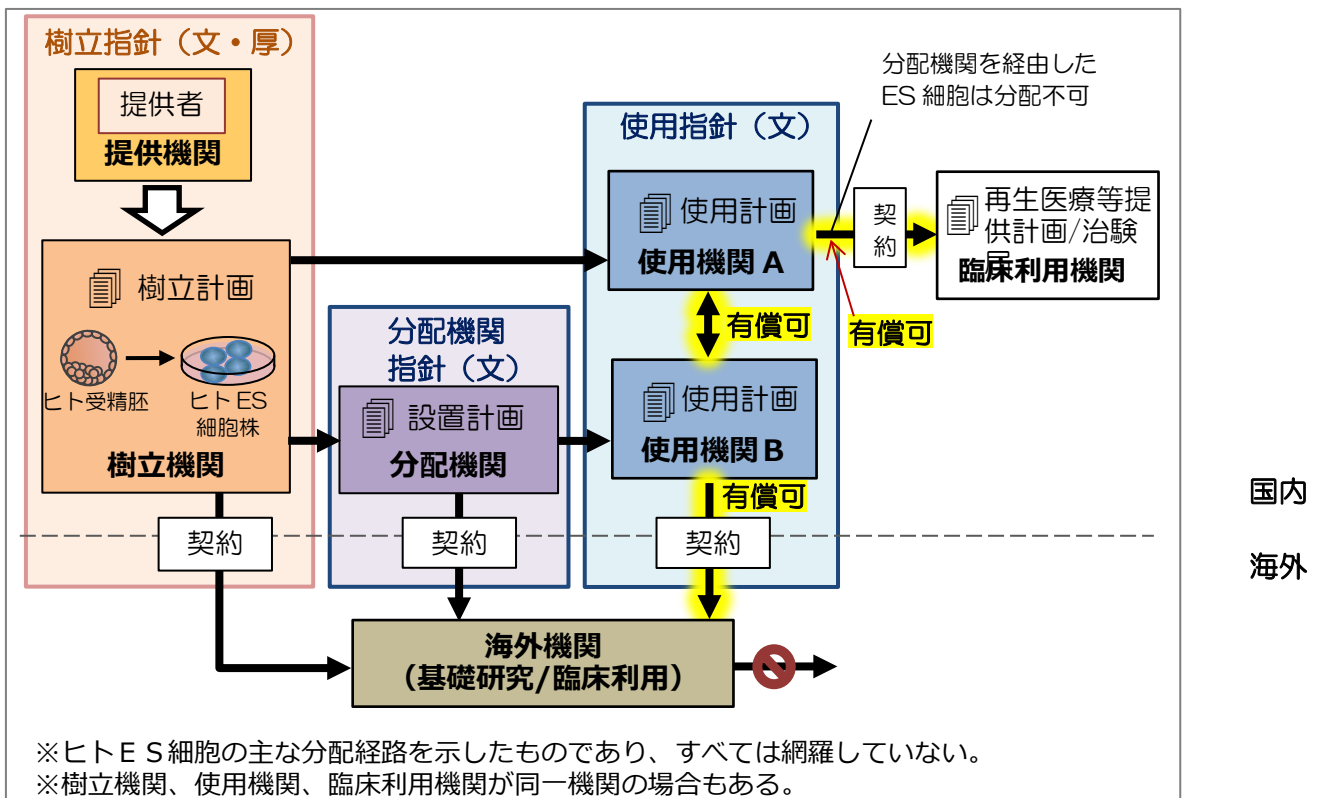 樹立指針（文・厚）
提供者
提供機関
樹立計画
ヒト受精胚
ヒト ES
細胞株
樹立機関
分配機関
指針（文）
設置計画
分配機関
使用指針（文）
使用計画
使用機関 A
有償可
使用計画
使用機関 B
有償可
分配機関を経由した
ES 細胞は分配不可
契
約
有償可
再生医療等提
供計画/治験
届
臨床利用機関
契約
契約
契約
国内
海外
海外機関
（基礎研究/臨床利用）
※ヒトＥＳ細胞の主な分配経路を示したものであり、すべては網羅していない。
※樹立機関、使用機関、臨床利用機関が同一機関の場合もある。